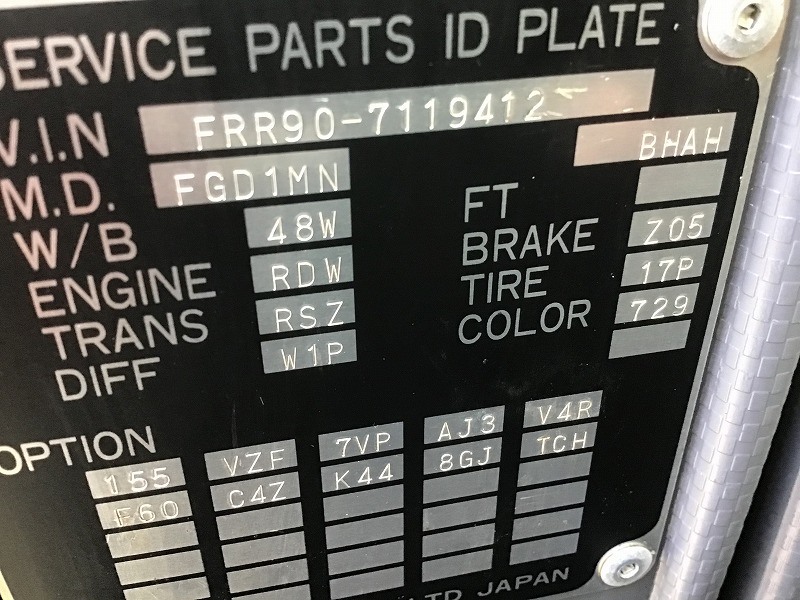 SERVICE PARTS ID PLATE
V.I.N FRR90-7119412
M.D. FGD1MN BHAH
W/B 48W FT
ENGINE RDW BRAKE Z05
TRANS RSZ TIRE 17P
DIFF W1P COLOR 729
OPTION
155 VZF 7VP AJ3 V4R
F60 C4Z K44 8GJ TCH
LTD JAPAN